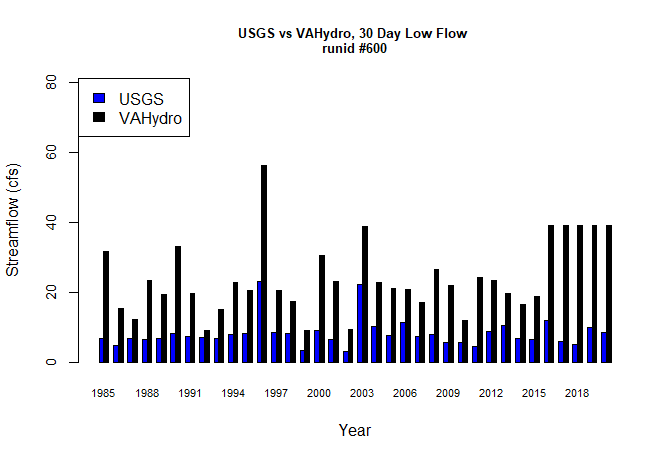 USGS vs VAHydro, 30 Day Low Flow
runid #600
80
60
40
20
0
Streamflow (cfs)
USGS
VAHydro
1985 1988 1991 1994 1997 2000 2003 2006 2009 2012 2015 2018
Year